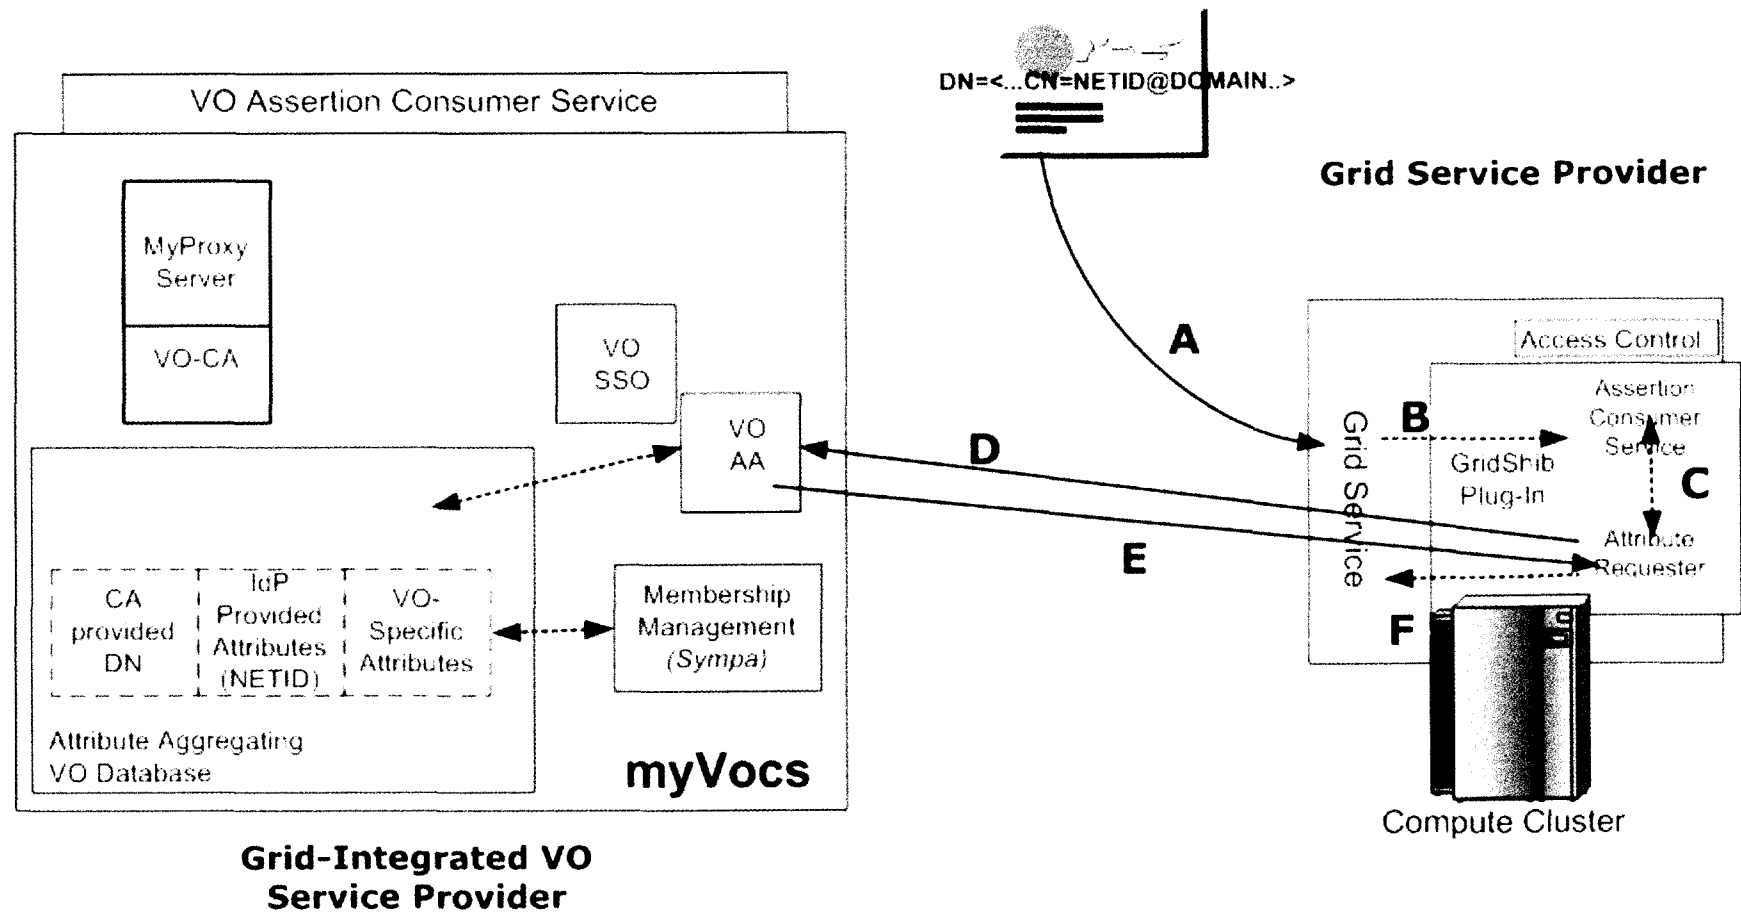 DN=<...CN=NETID@DOMAIN..>
VO Assertion Consumer Service
Grid Service Provider
MyProxy
Server
VO-CA
VO
SSO
VO
AA
A
B
C
D
E
F
Access Control
Assertion
Consumer
Service
GridShib
Plug-In
Grid Service
Attribute
Requester
CA
provided
DN
IdP
Provided
Attributes
(NETID)
VO-
Specific
Attributes
Membership
Management
(Sympa)
Attribute Aggregating
VO Database
myVocs
Compute Cluster
Grid-Integrated VO
Service Provider